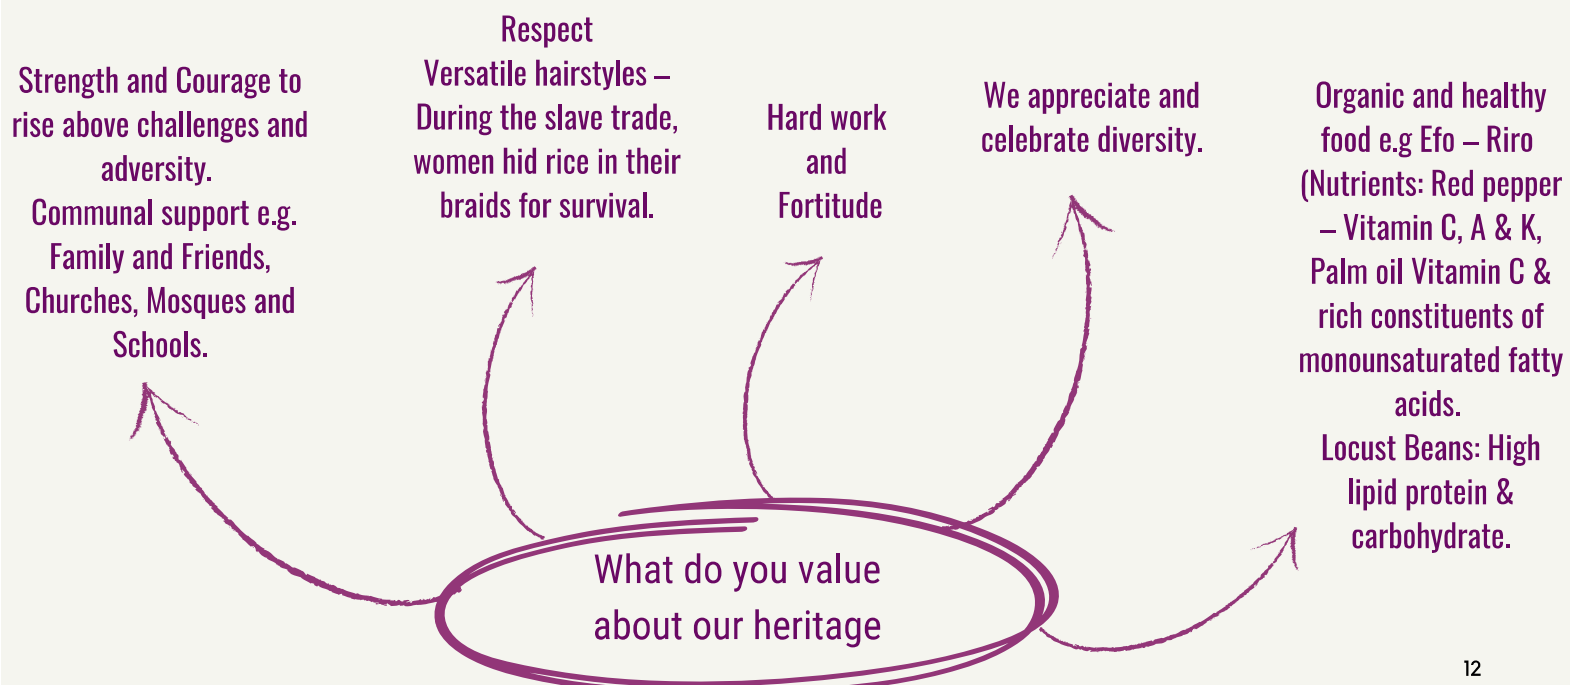 Strength and Courage to
rise above challenges and
adversity.
Communal support e.g.
Family and Friends,
Churches, Mosques and
Schools.
Respect
Versatile hairstyles –
During the slave trade,
women hid rice in their
braids for survival.
Hard work
and
Fortitude
We appreciate and
celebrate diversity.
Organic and healthy
food e.g Efo – Riro
(Nutrients: Red pepper
– Vitamin C, A & K,
Palm oil Vitamin C &
rich constituents of
monounsaturated fatty
acids.
Locust Beans: High
lipid protein &
carbohydrate.
What do you value
about our heritage
12